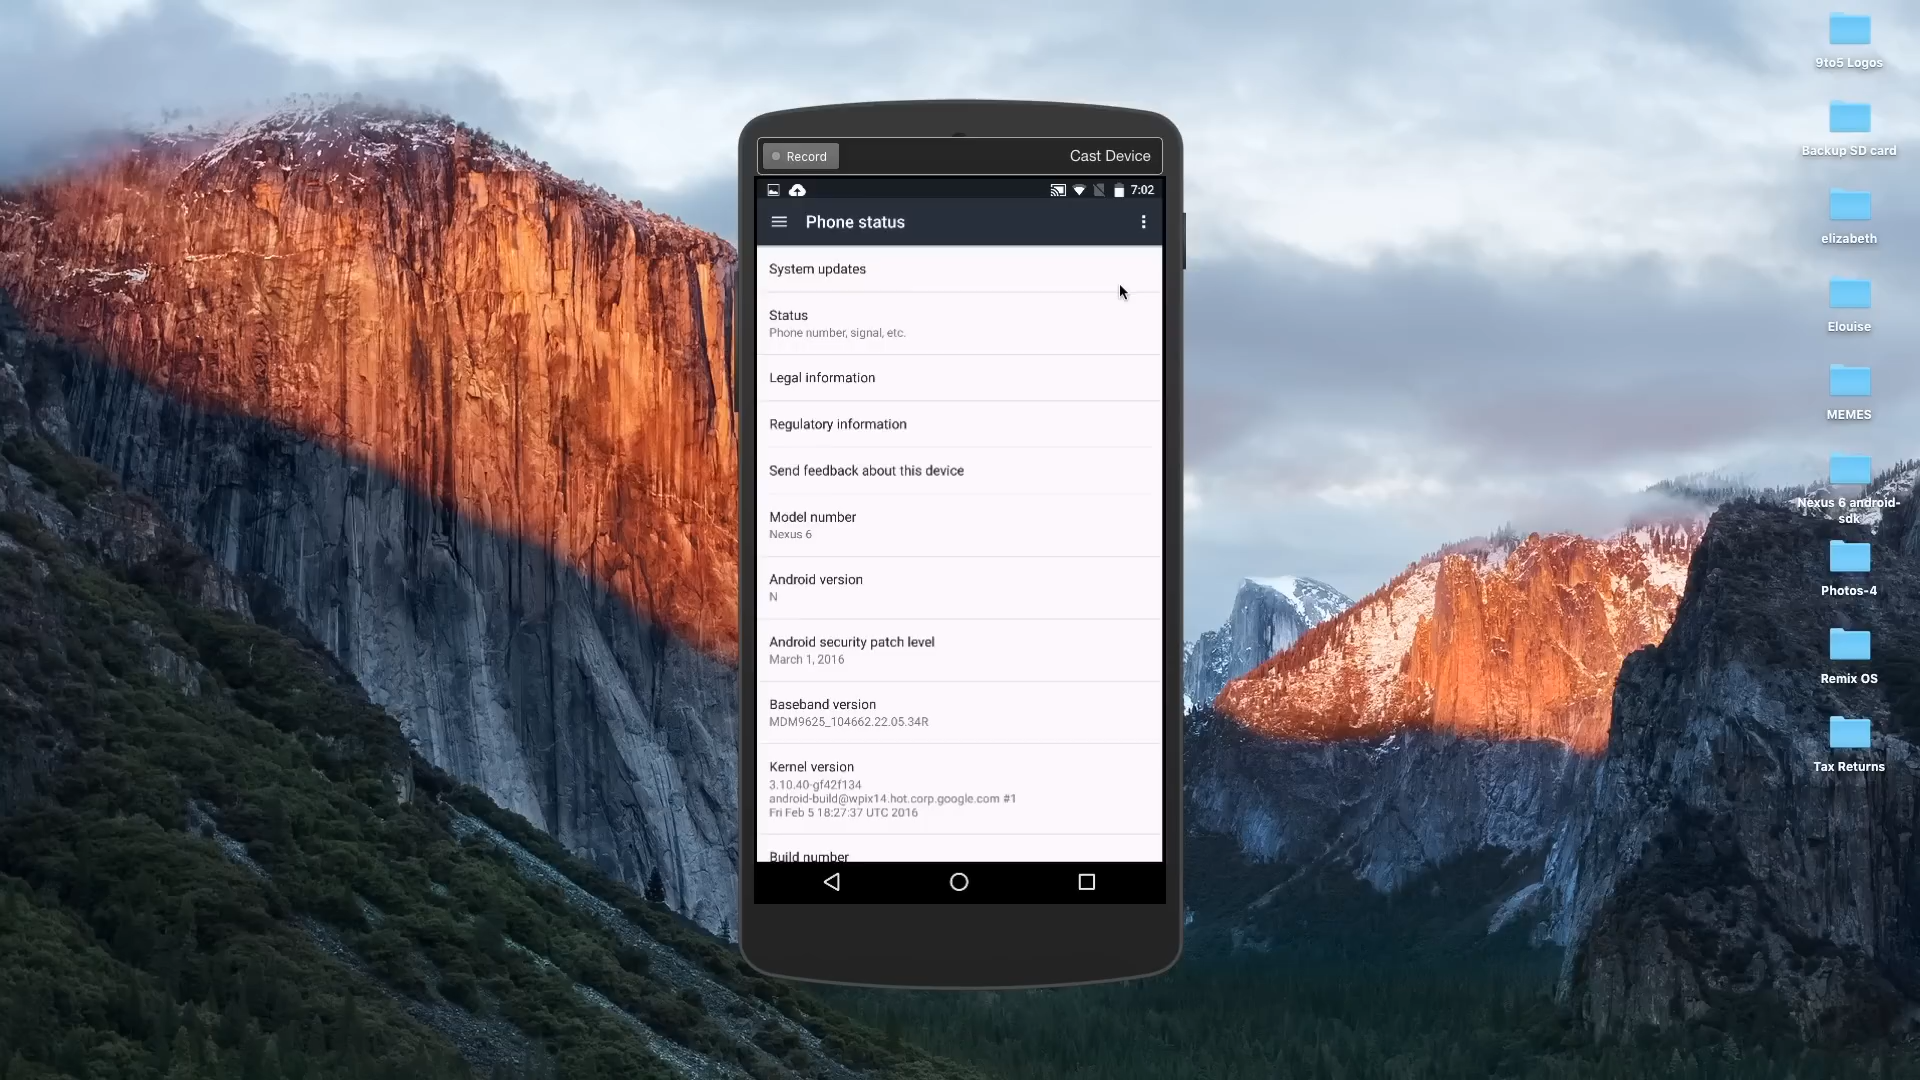 Record
Cast Device
7:02
Phone status
System updates
Status
Phone number, signal, etc.
Legal information
Regulatory information
Send feedback about this device
Model number
Nexus 6
Android version
N
Android security patch level
March 1, 2016
Baseband version
MDM9625_104662.22.05.34R
Kernel version
3.10.40-gf42f134
android-build@wpix14.hot.corp.google.com #1
Fri Feb 5 18:27:37 UTC 2016
Build number
9to5 Logos
Backup SD card
elizabeth
Elouise
MEMES
Nexus 6 android-
sdk
Photos-4
Remix OS
Tax Returns